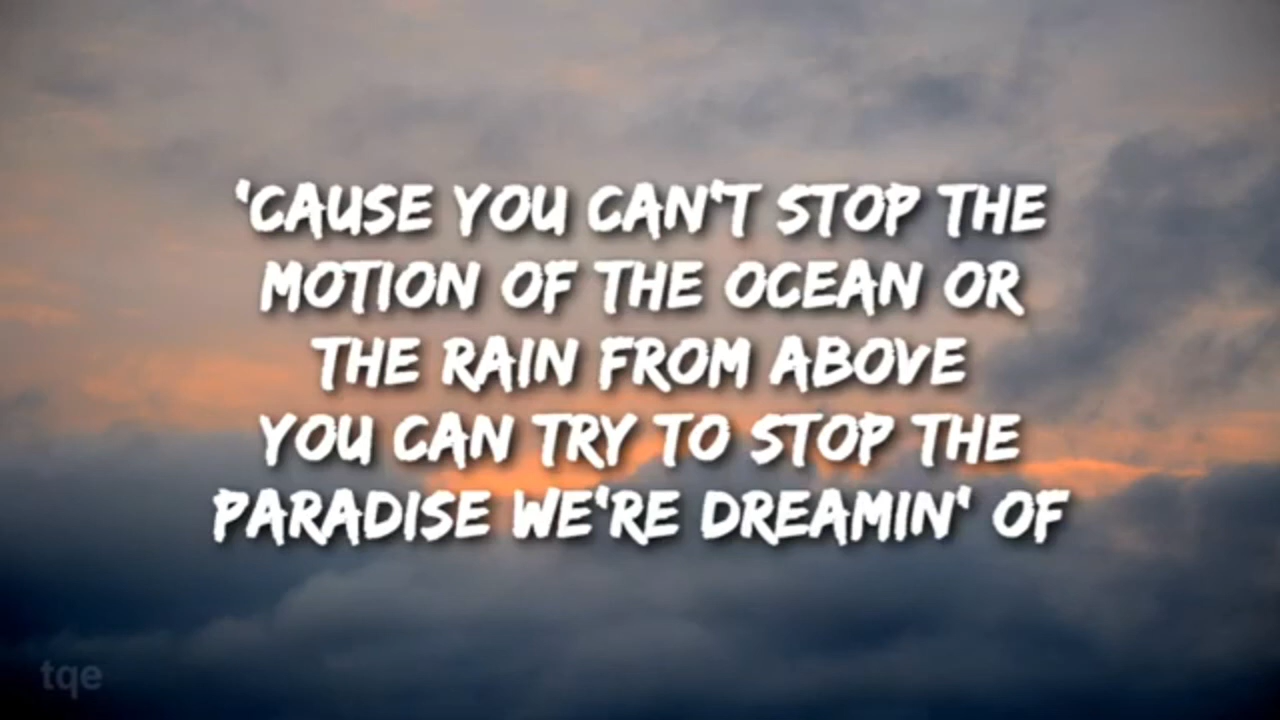 'CAUSE YOU CAN'T STOP THE
MOTION OF THE OCEAN OR
THE RAIN FROM ABOVE
YOU CAN TRY TO STOP THE
PARADISE WE'RE DREAMIN' OF
tqe